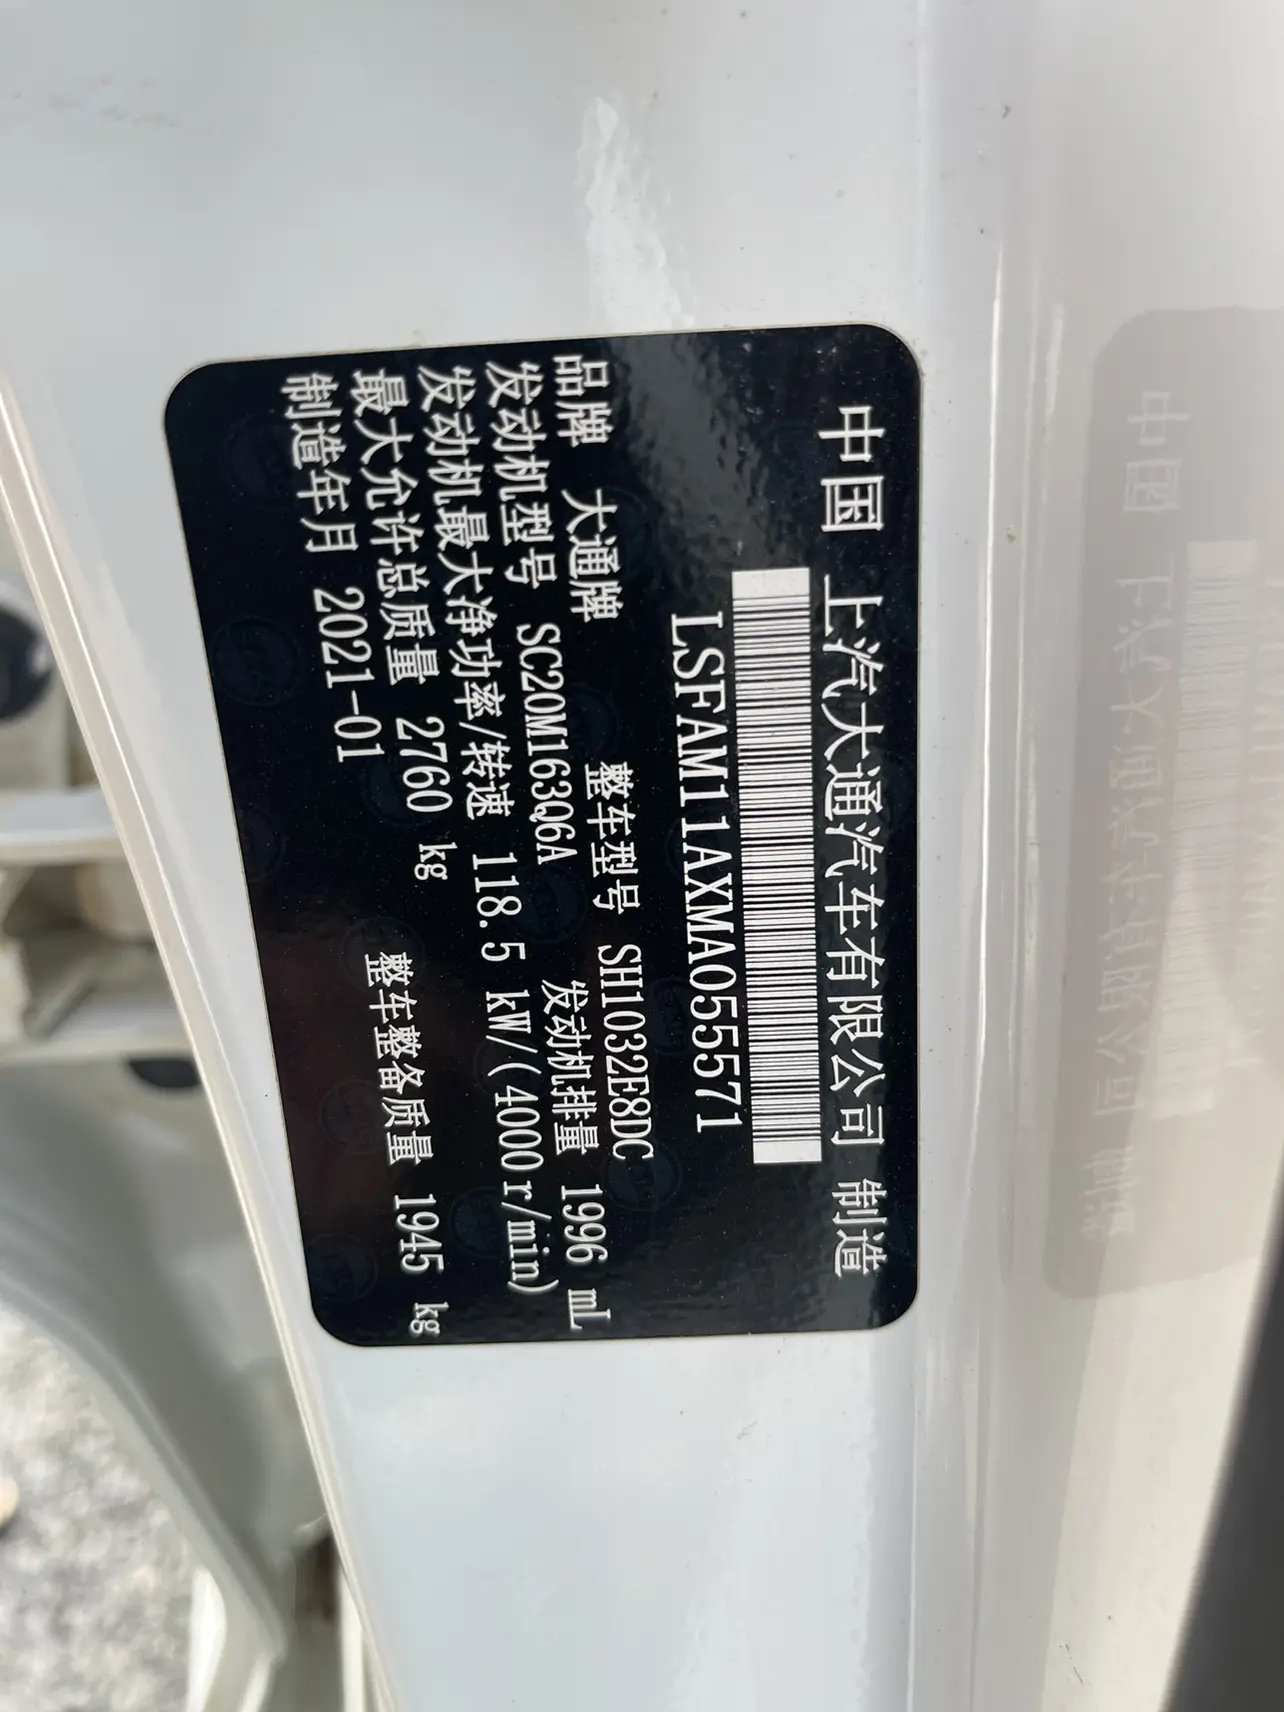 中国 上汽大通汽车有限公司 制造
LSFAM11AXMA055571
品牌 大通牌 整车型号 SH1032E8DC
发动机型号 SC20M163Q6A 发动机排量 1996 mL
发动机最大净功率/转速 118.5 kW/(4000r/min)
最大允许总质量 2760 kg 整车整备质量 1945 kg
制造年月 2021-01